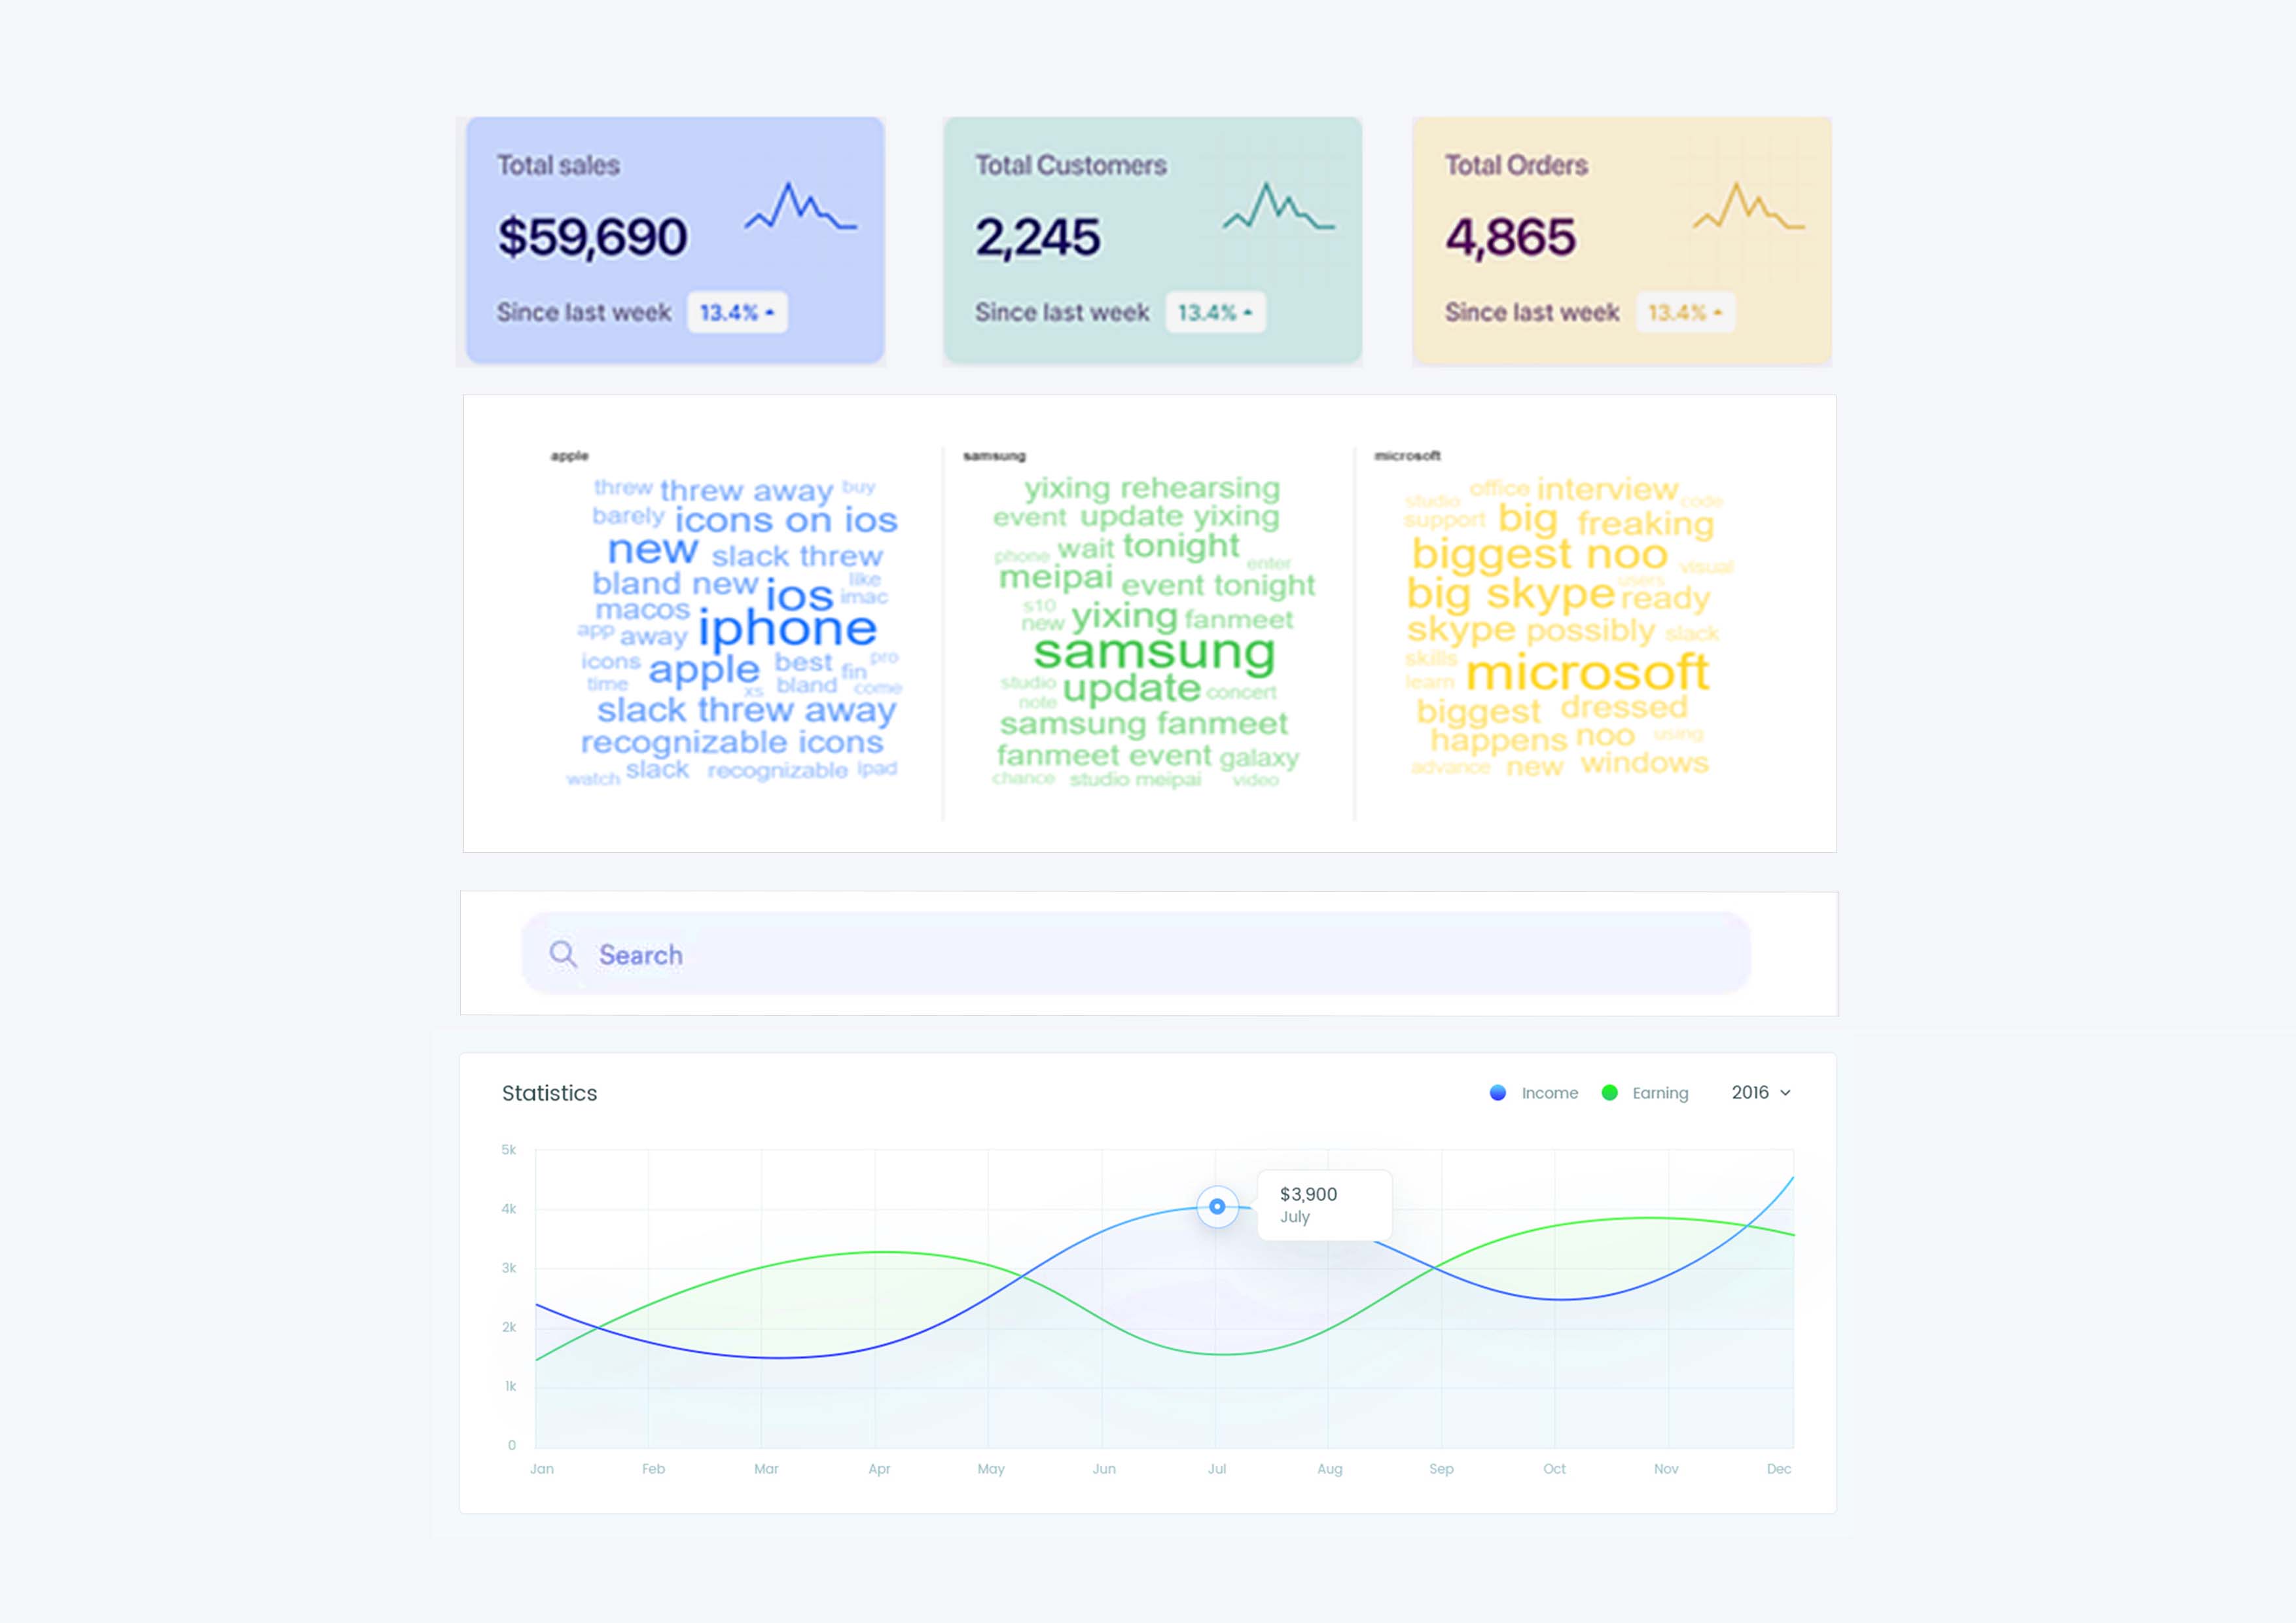 Total sales
$59,690
Since last week 13.4%
Total Customers
2,245
Since last week 13.4%
Total Orders
4,865
Since last week 13.4%
apple
threw threw away buy
barely icons on ios
new slack threw
bland new ios like
macos imac
app away iphone
icons apple best fin pro
time xs bland come
slack threw away
recognizable icons
watch slack recognizable ipad
samsung
yixing rehearsing
event update yixing
phone wait tonight
meipai event tonight enter
s10
new yixing fanmeet
samsung
studio update concert
note
samsung fanmeet
fanmeet event galaxy
chance studio meipai video
microsoft
studio office interview code
support big freaking
biggest noo visual
big skype users ready
skype possibly slack
skills
learn microsoft
biggest dressed
happens noo using
advance new windows
Search
Statistics
Income Earning 2016
5k
4k
3k
2k
1k
0
$3,900
July
Jan Feb Mar Apr May Jun Jul Aug Sep Oct Nov Dec